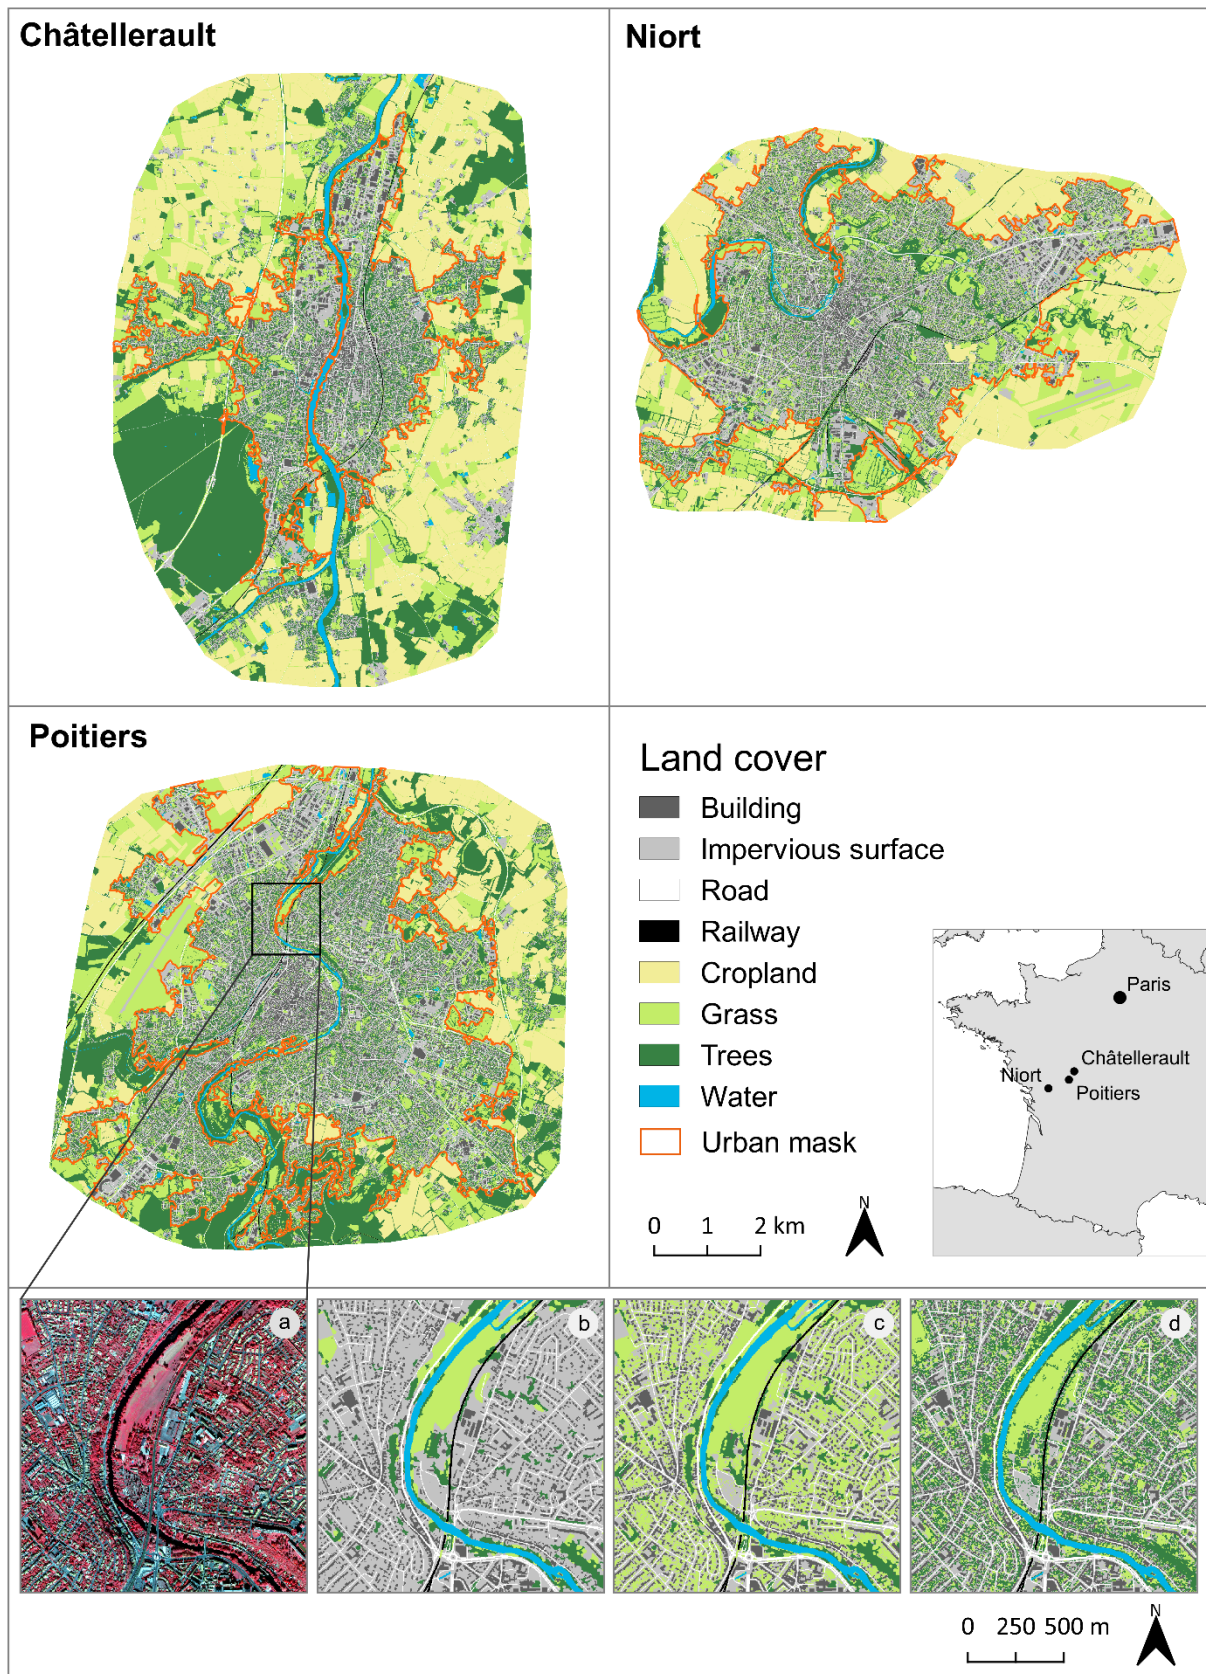 Châtellerault
Niort
Poitiers
Land cover
Building
Impervious surface
Road
Railway
Cropland
Grass
Trees
Water
Urban mask
0 1 2 km
N
Paris
Châtellerault
Niort
Poitiers
a
b
c
d
0 250 500 m
N